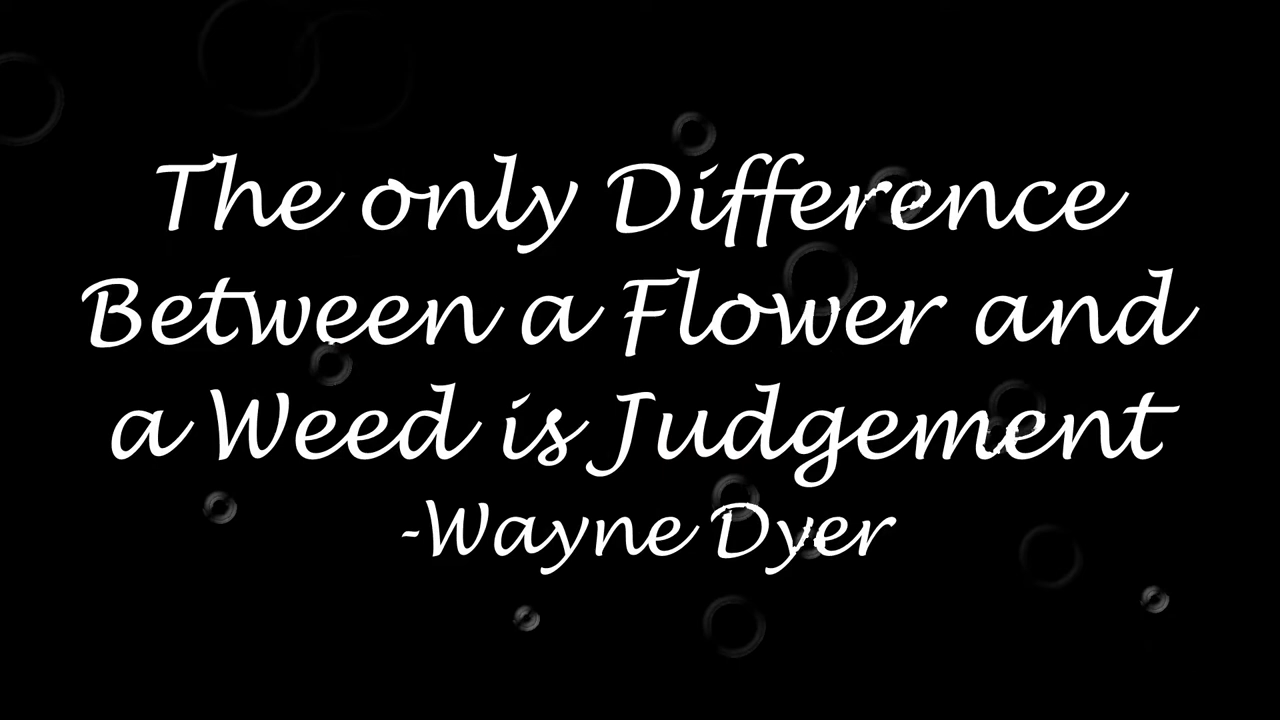 The only Difference
Between a Flower and
a Weed is Judgement
-Wayne Dyer